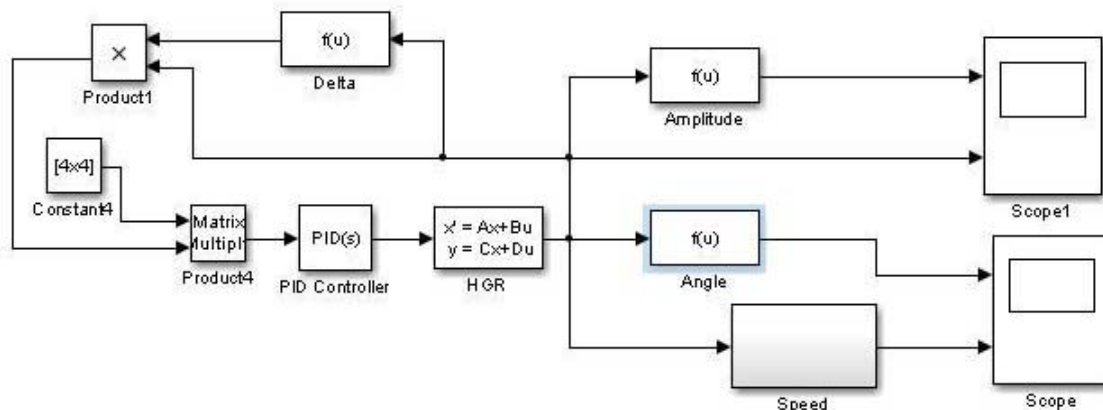 f(u)
×
Delta
Product1
f(u)
Amplitude
[4x4]
Constant4
Matrix
Multiply
Product4
PID(s)
PID Controller
x' = Ax+Bu
y = Cx+Du
HGR
f(u)
Angle
Scope1
Speed
Scope